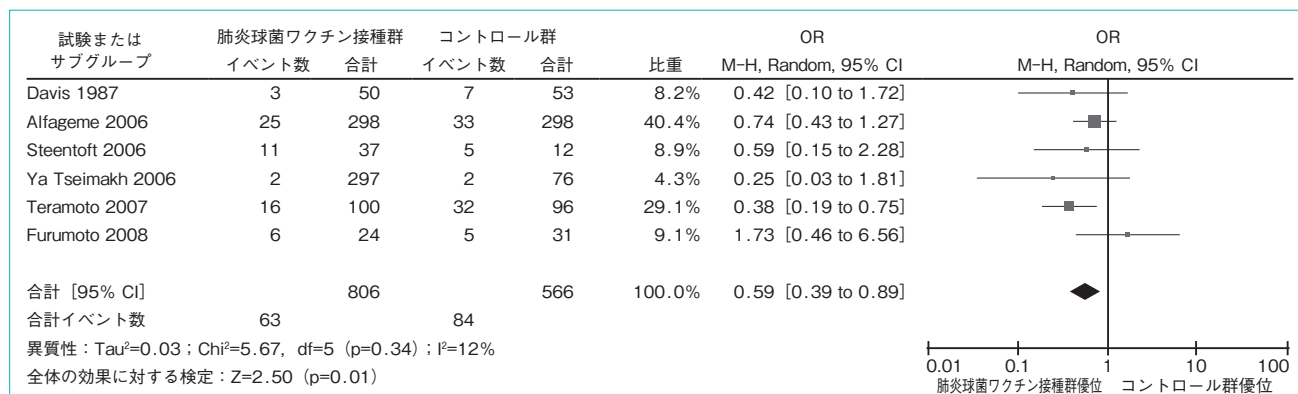 試験または 肺炎球菌ワクチン接種群 コントロール群 OR OR
サブグループ イベント数 合計 イベント数 合計 比重 M-H, Random, 95% CI M-H, Random, 95% CI
Davis 1987 3 50 7 53 8.2% 0.42 [0.10 to 1.72]
Alfageme 2006 25 298 33 298 40.4% 0.74 [0.43 to 1.27]
Steentoft 2006 11 37 5 12 8.9% 0.59 [0.15 to 2.28]
Ya Tseimakh 2006 2 297 2 76 4.3% 0.25 [0.03 to 1.81]
Teramoto 2007 16 100 32 96 29.1% 0.38 [0.19 to 0.75]
Furumoto 2008 6 24 5 31 9.1% 1.73 [0.46 to 6.56]
合計 [95% CI] 806 566 100.0% 0.59 [0.39 to 0.89]
合計イベント数 63 84
異質性：Tau²=0.03；Chi²=5.67, df=5（p=0.34）；I²=12%
全体の効果に対する検定：Z=2.50（p=0.01）
0.01 0.1 1 10 100
肺炎球菌ワクチン接種群優位 コントロール群優位